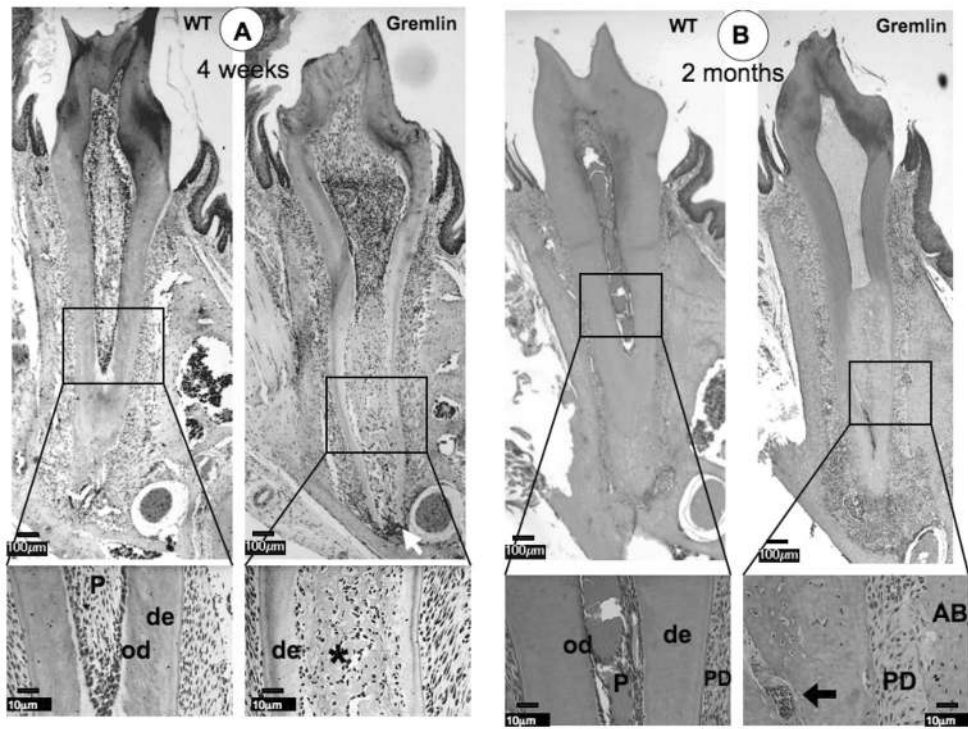 WT A Gremlin
4 weeks
100µm
100µm
P
de
od
10µm
de
*
10µm
WT B Gremlin
2 months
100µm
100µm
od
de
P
PD
10µm
AB
PD
10µm